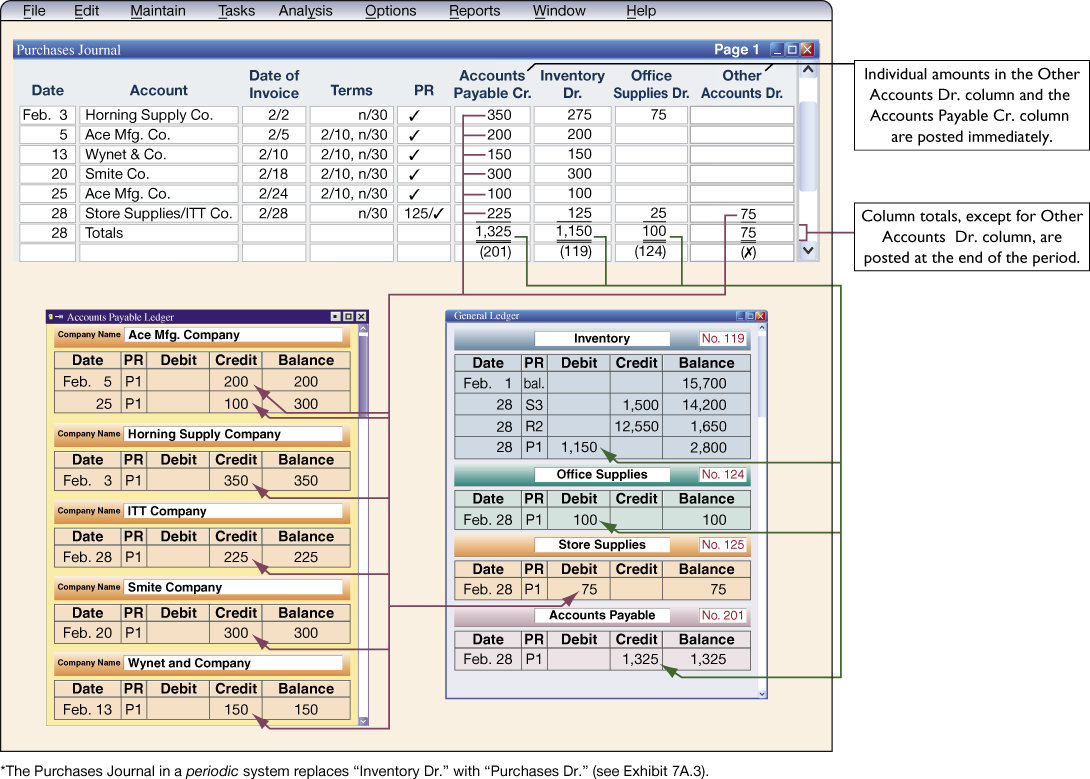 File Edit Maintain Tasks Analysis Options Reports Window Help
Purchases Journal Page 1
Date Account Date of Invoice Terms PR Accounts Payable Cr. Inventory Dr. Office Supplies Dr. Other Accounts Dr.
Feb. 3 Horning Supply Co. 2/2 n/30 ✓ 350 275 75
5 Ace Mfg. Co. 2/5 2/10, n/30 ✓ 200 200
13 Wynet & Co. 2/10 2/10, n/30 ✓ 150 150
20 Smite Co. 2/18 2/10, n/30 ✓ 300 300
25 Ace Mfg. Co. 2/24 2/10, n/30 ✓ 100 100
28 Store Supplies/ITT Co. 2/28 n/30 125/✓ 225 125 25 75
28 Totals 1,325 1,150 100 75
(201) (119) (124) (✗)
Individual amounts in the Other
Accounts Dr. column and the
Accounts Payable Cr. column
are posted immediately.
Column totals, except for Other
Accounts Dr. column, are
posted at the end of the period.
Accounts Payable Ledger
Company Name Ace Mfg. Company
Date PR Debit Credit Balance
Feb. 5 P1 200 200
25 P1 100 300
Company Name Horning Supply Company
Date PR Debit Credit Balance
Feb. 3 P1 350 350
Company Name ITT Company
Date PR Debit Credit Balance
Feb. 28 P1 225 225
Company Name Smite Company
Date PR Debit Credit Balance
Feb. 20 P1 300 300
Company Name Wynet and Company
Date PR Debit Credit Balance
Feb. 13 P1 150 150
General Ledger
Inventory No. 119
Date PR Debit Credit Balance
Feb. 1 bal. 15,700
28 S3 1,500 14,200
28 R2 12,550 1,650
28 P1 1,150 2,800
Office Supplies No. 124
Date PR Debit Credit Balance
Feb. 28 P1 100 100
Store Supplies No. 125
Date PR Debit Credit Balance
Feb. 28 P1 75 75
Accounts Payable No. 201
Date PR Debit Credit Balance
Feb. 28 P1 1,325 1,325
*The Purchases Journal in a periodic system replaces “Inventory Dr.” with “Purchases Dr.” (see Exhibit 7A.3).